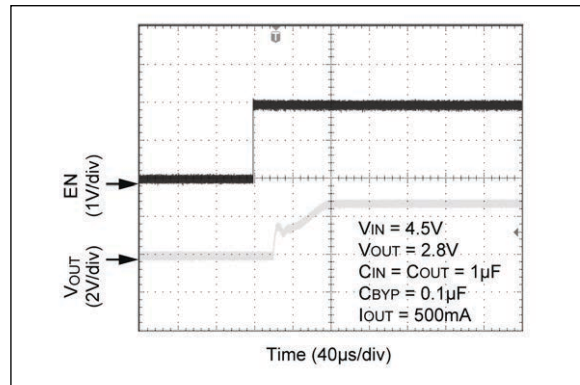 T
EN
(1V/div)
VOUT
(2V/div)
VIN = 4.5V
VOUT = 2.8V
CIN = COUT = 1µF
CBYP = 0.1µF
IOUT = 500mA
Time (40µs/div)